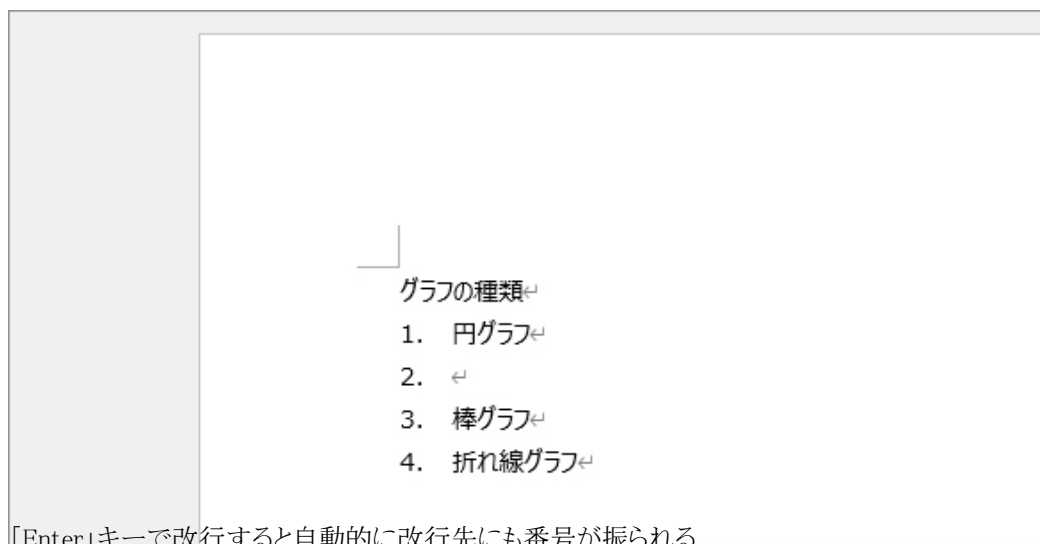 グラフの種類↵
1. 円グラフ↵
2. ↵
3. 棒グラフ↵
4. 折れ線グラフ↵
「Enter」キーで改行すると自動的に改行先にも番号が振られる